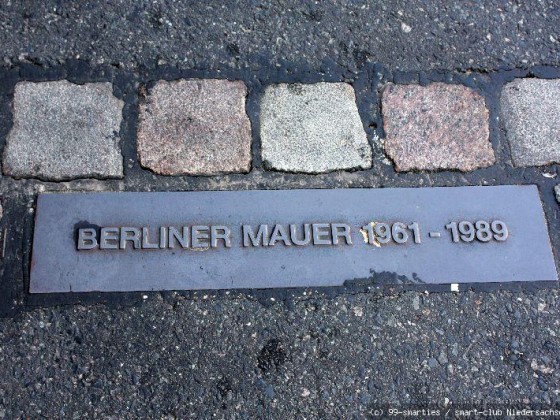 BERLINER MAUER 1961 - 1989
(c) 99-smarties / smart-club Niedersachs